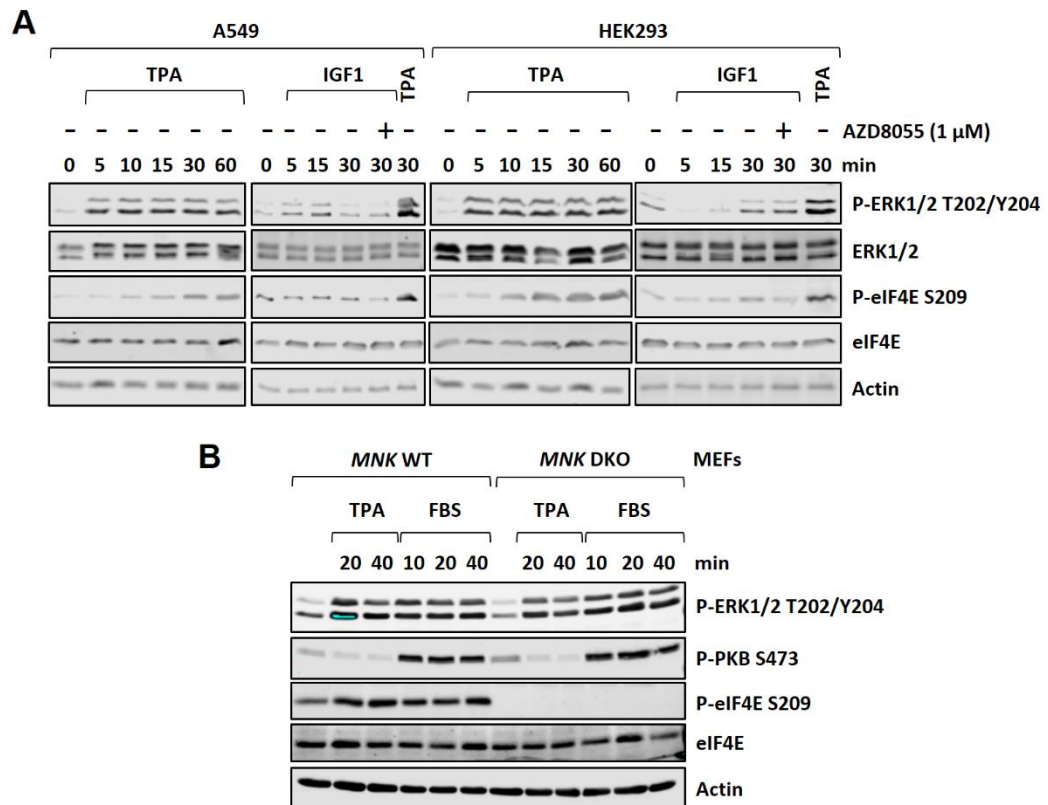 A
A549 HEK293
TPA IGF1 TPA TPA IGF1 TPA
– – – – – – – – – – + – – – – – – – – – – – + – AZD8055 (1 µM)
0 5 10 15 30 60 0 5 15 30 30 30 0 5 10 15 30 60 0 5 15 30 30 30 min
P-ERK1/2 T202/Y204
ERK1/2
P-eIF4E S209
eIF4E
Actin
B
MNK WT MNK DKO MEFs
TPA FBS TPA FBS
20 40 10 20 40 20 40 10 20 40 min
P-ERK1/2 T202/Y204
P-PKB S473
P-eIF4E S209
eIF4E
Actin